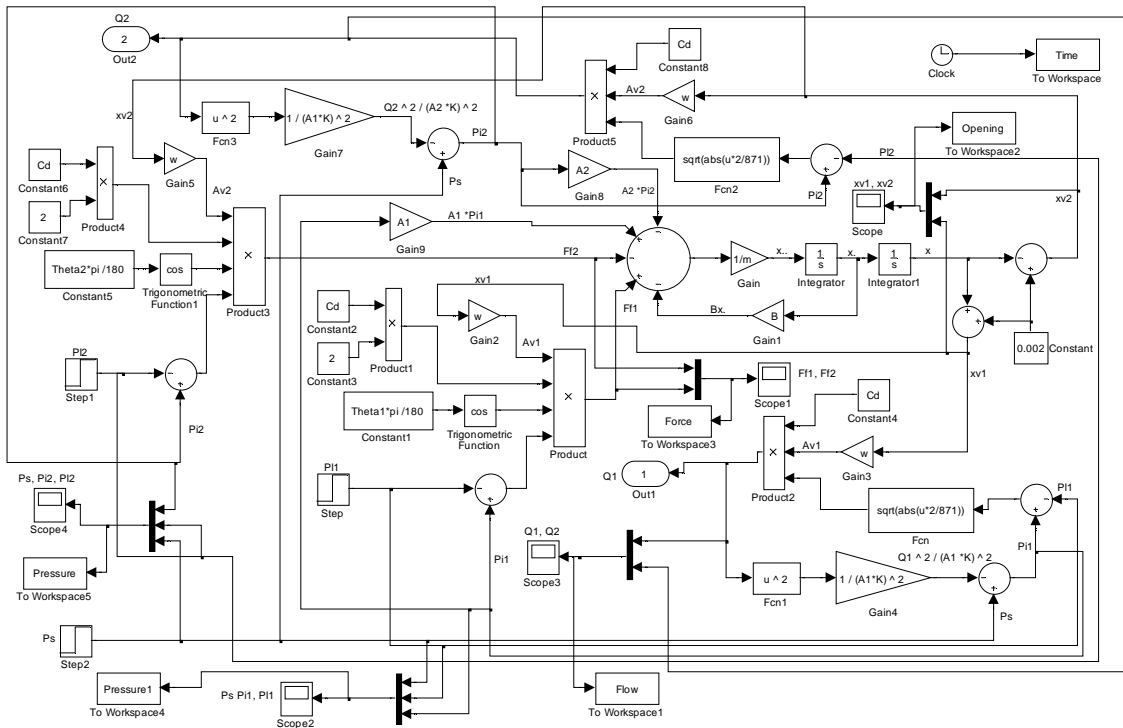 Q2
2
Out2
xv2
u ^ 2
Fcn3
1 / (A1*K) ^ 2
Gain7
Q2 ^ 2 / (A2 *K) ^ 2
-
+
Pi2
Ps
Cd
Constant8
×
Product5
Av2
w
Gain6
Clock
Time
To Workspace
Opening
To Workspace2
sqrt(abs(u*2/871))
Fcn2
+
-
Pl2
Pi2
Cd
Constant6
2
Constant7
×
Product4
w
Gain5
Av2
A2
Gain8
A2 *Pi2
xv1, xv2
Scope
xv2
A1
Gain9
A1 *Pi1
Theta2*pi /180
Constant5
cos
Trigonometric
Function1
×
Product3
Ff2
-
-
-
-
1/m
Gain
x..
1
s
Integrator
x.
1
s
Integrator1
x
-
+
Ff1
Bx.
B
Gain1
+
+
0.002
Constant
xv1
xv1
Cd
Constant2
2
Constant3
×
Product1
w
Gain2
Av1
Pl2
Step1
-
+
Pi2
Theta1*pi /180
Constant1
cos
Trigonometric
Function
×
Product
Ff1, Ff2
Scope1
Force
To Workspace3
Cd
Constant4
×
Product2
Av1
w
Gain3
Q1
1
Out1
Pl1
Step
-
+
Pi1
sqrt(abs(u*2/871))
Fcn
-
+
Pl1
Pi1
Ps, Pi2, Pl2
Scope4
Pressure
To Workspace5
Q1, Q2
Scope3
u ^ 2
Fcn1
1 / (A1*K) ^ 2
Gain4
Q1 ^ 2 / (A1 *K) ^ 2
-
+
Ps
Ps
Step2
Pressure1
To Workspace4
Ps Pi1, Pl1
Scope2
Flow
To Workspace1